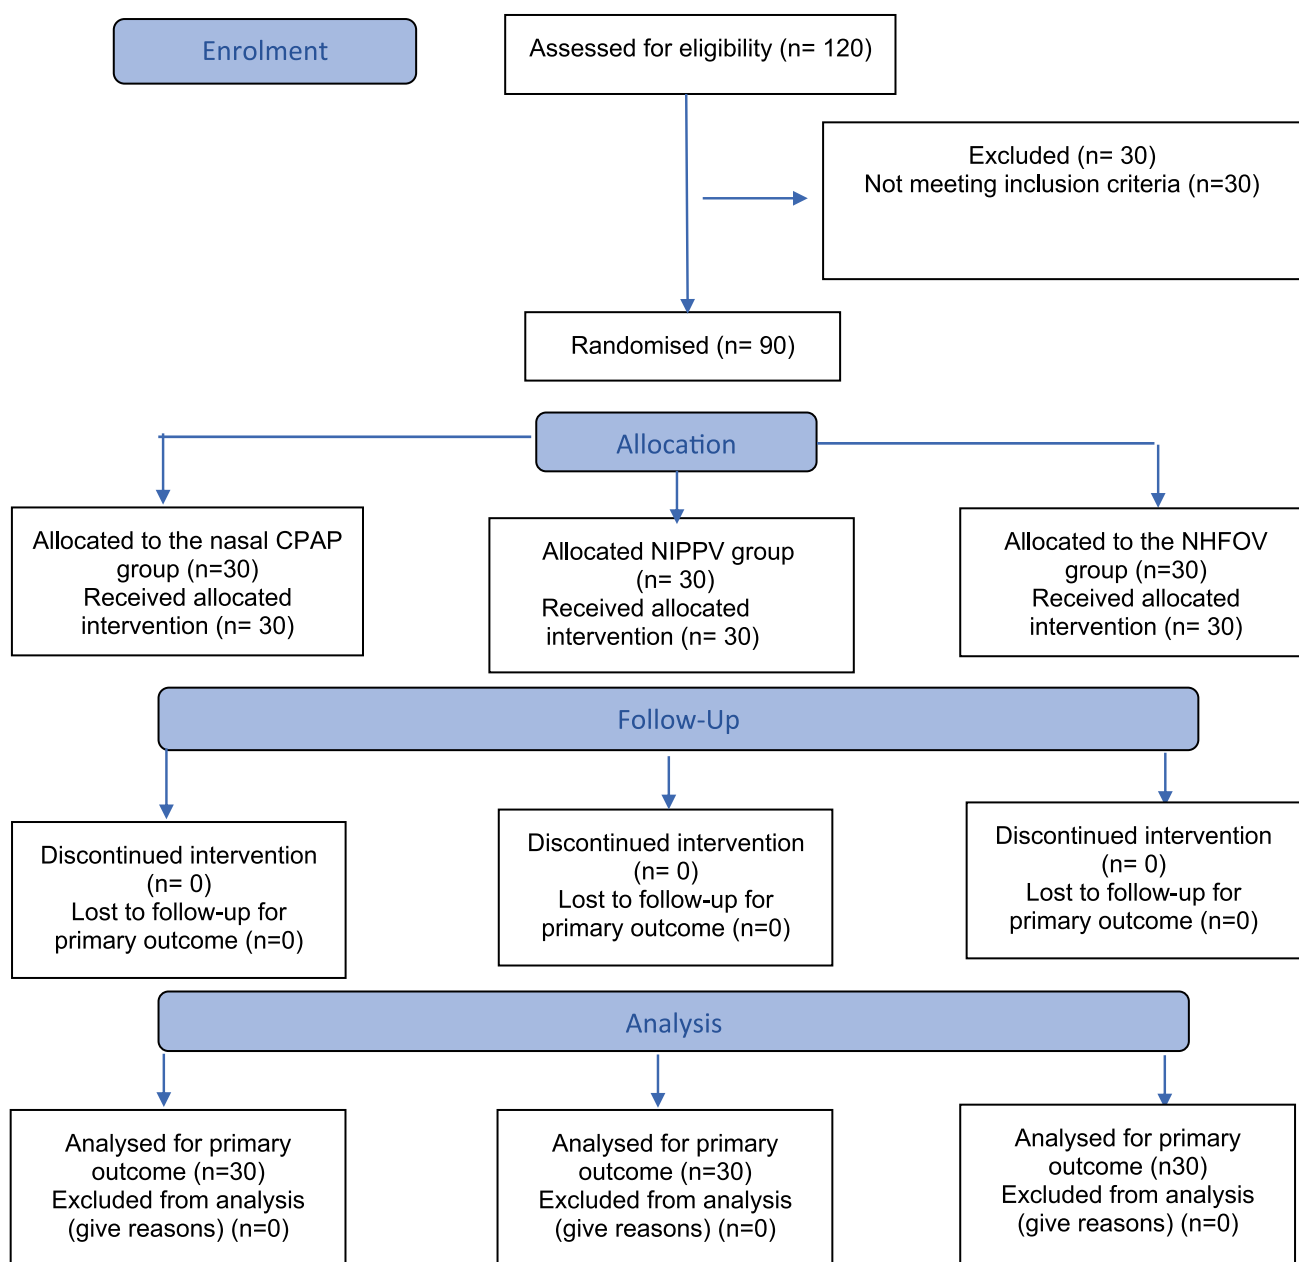 Enrolment
Assessed for eligibility (n= 120)
Excluded (n= 30)
Not meeting inclusion criteria (n=30)
Randomised (n= 90)
Allocation
Allocated to the nasal CPAP
group (n=30)
Received allocated
intervention (n= 30)
Allocated NIPPV group
(n= 30)
Received allocated
intervention (n= 30)
Allocated to the NHFOV
group (n=30)
Received allocated
intervention (n= 30)
Follow-Up
Discontinued intervention
(n= 0)
Lost to follow-up for
primary outcome (n=0)
Discontinued intervention
(n= 0)
Lost to follow-up for
primary outcome (n=0)
Discontinued intervention
(n= 0)
Lost to follow-up for
primary outcome (n=0)
Analysis
Analysed for primary
outcome (n=30)
Excluded from analysis
(give reasons) (n=0)
Analysed for primary
outcome (n=30)
Excluded from analysis
(give reasons) (n=0)
Analysed for primary
outcome (n30)
Excluded from analysis
(give reasons) (n=0)